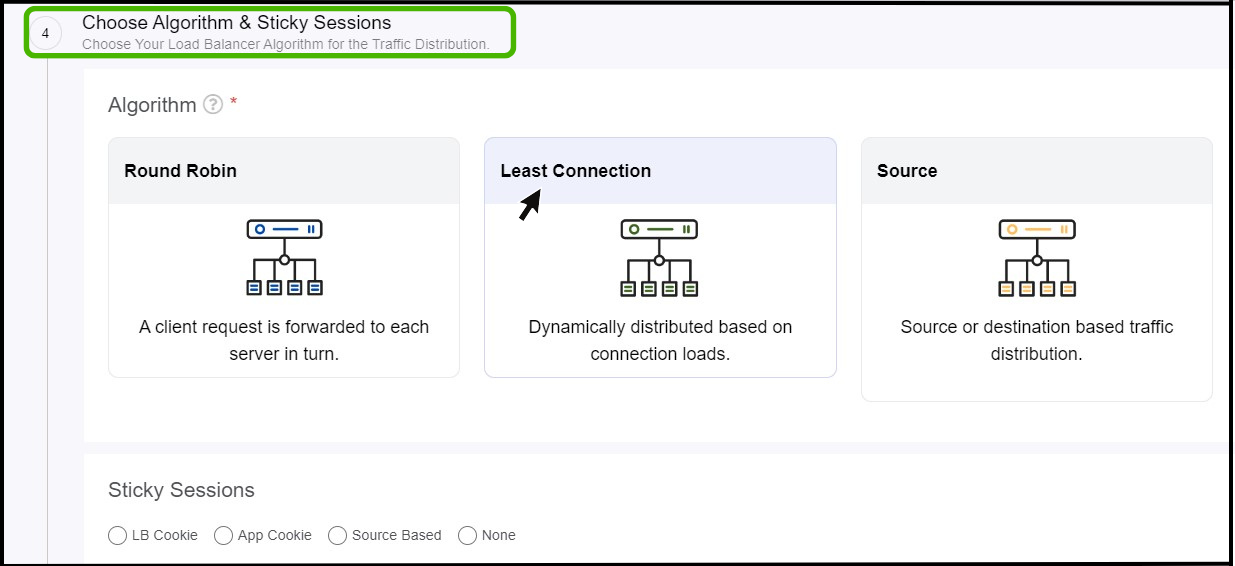 4
Choose Algorithm & Sticky Sessions
Choose Your Load Balancer Algorithm for the Traffic Distribution.
Algorithm ? *
Round Robin
A client request is forwarded to each
server in turn.
Least Connection
Dynamically distributed based on
connection loads.
Source
Source or destination based traffic
distribution.
Sticky Sessions
LB Cookie App Cookie Source Based None